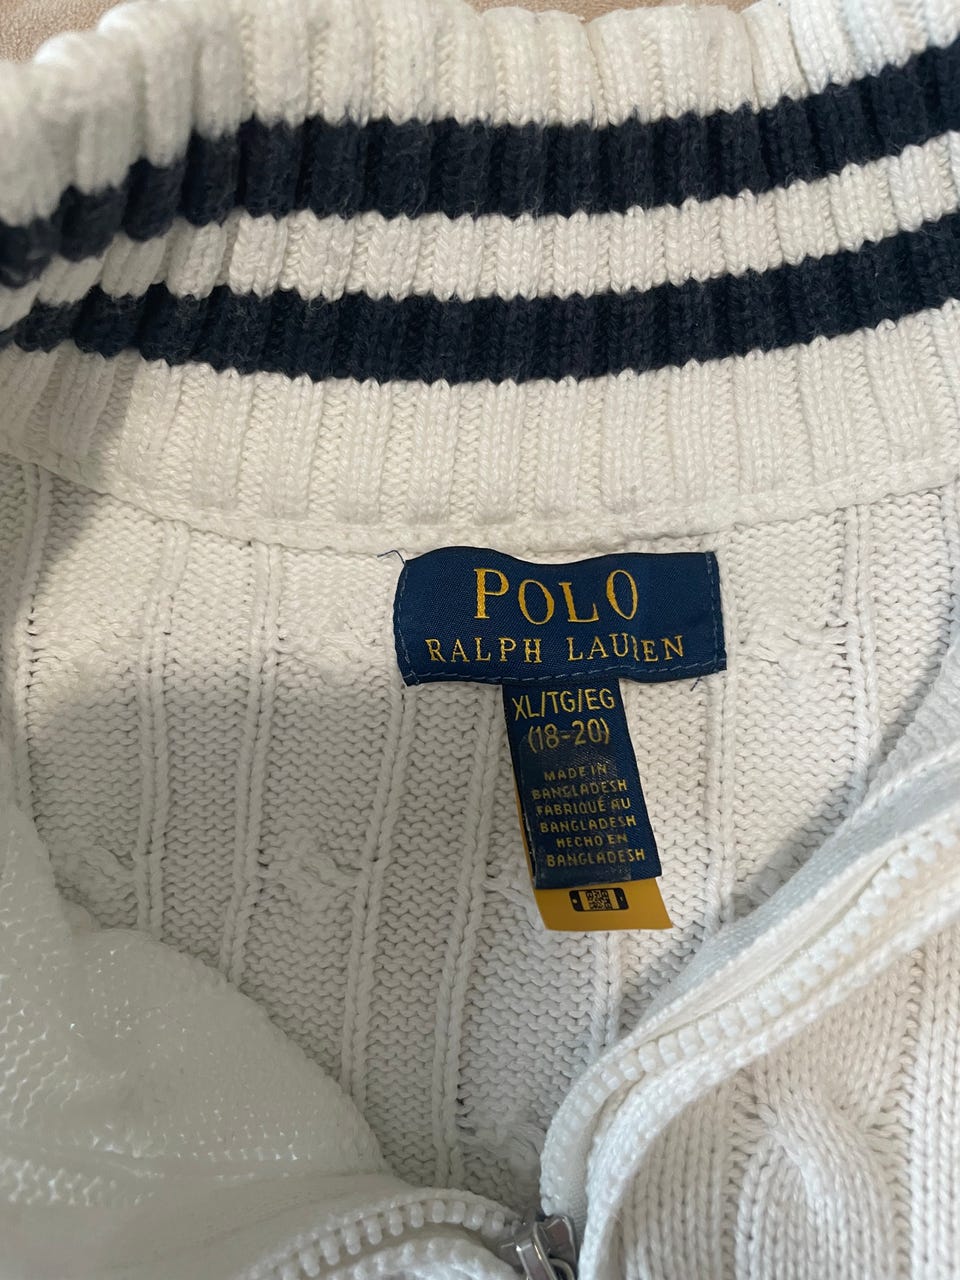 POLO
RALPH LAUREN
XL/TG/EG
(18-20)
MADE IN
BANGLADESH
FABRIQUÉ AU
BANGLADESH
HECHO EN
BANGLADESH